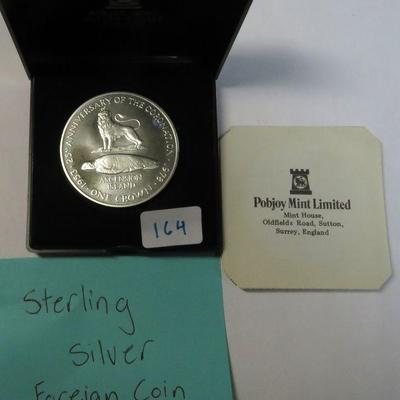 25TH ANNIVERSARY OF THE CORONATION
1953 1978
ASCENSION
ISLAND
ONE CROWN
164
Pobjoy Mint Limited
Mint House,
Oldfields Road, Sutton,
Surrey, England
Sterling
Silver
Foreign Coin